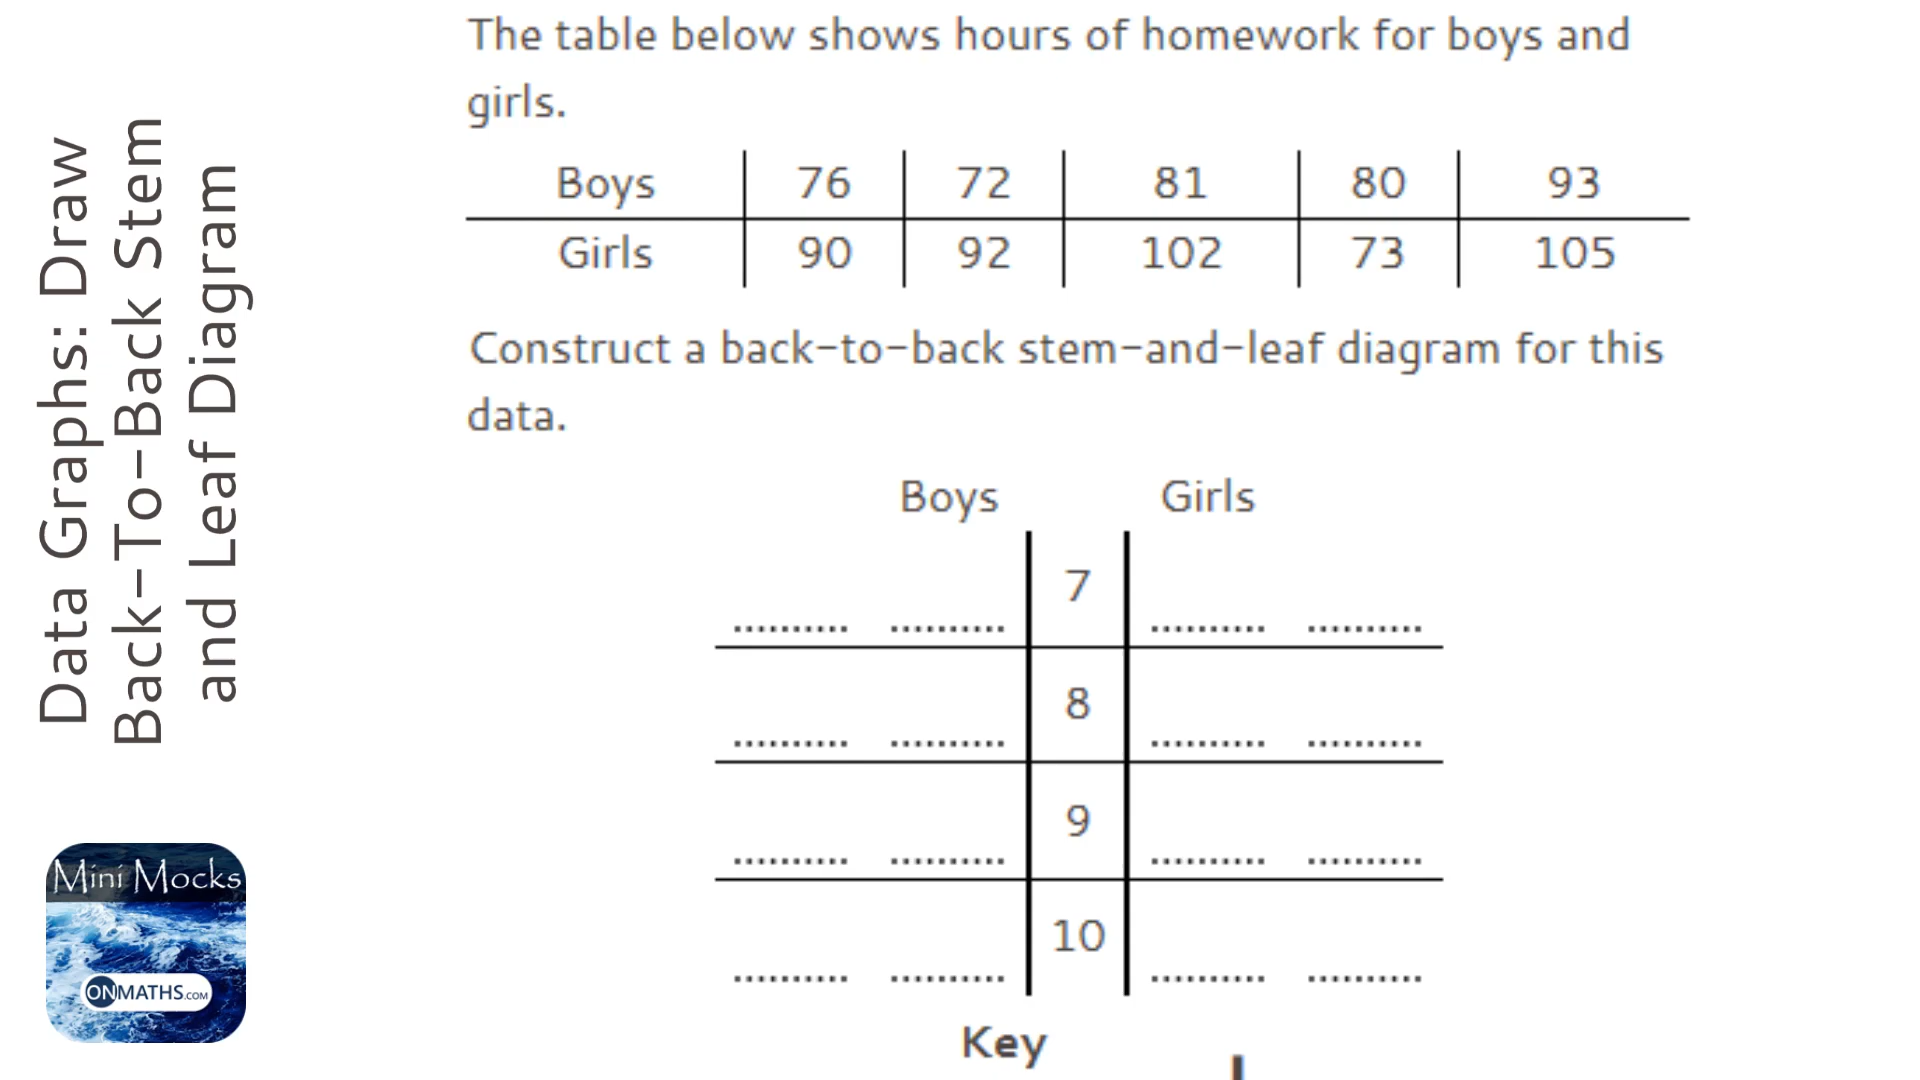 Data Graphs: Draw
Back-To-Back Stem
and Leaf Diagram
The table below shows hours of homework for boys and
girls.
Boys 76 72 81 80 93
Girls 90 92 102 73 105
Construct a back-to-back stem-and-leaf diagram for this
data.
Boys Girls
.......... .......... 7 .......... ..........
.......... .......... 8 .......... ..........
.......... .......... 9 .......... ..........
.......... .......... 10 .......... ..........
Key
Mini Mocks
ONMATHS.COM